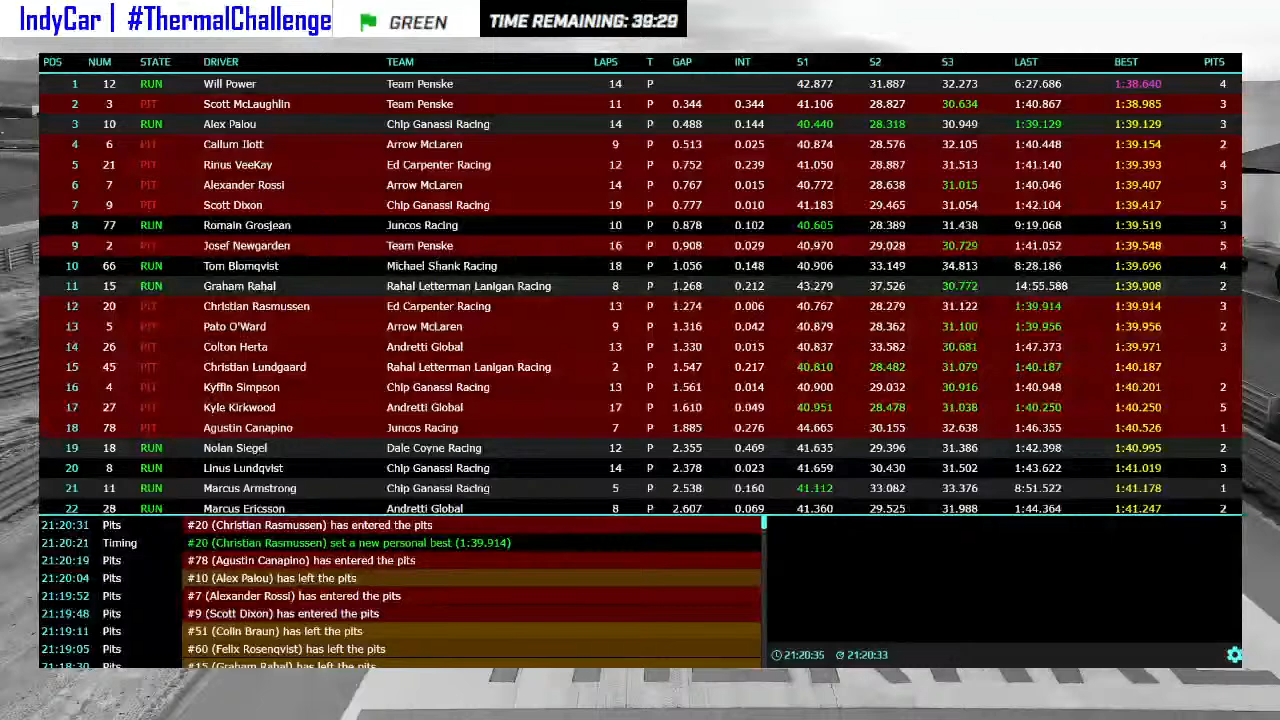 IndyCar | #ThermalChallenge GREEN TIME REMAINING: 39:29
POS NUM STATE DRIVER TEAM LAPS T GAP INT S1 S2 S3 LAST BEST PITS
1 12 RUN Will Power Team Penske 14 P 42.877 31.887 32.273 6:27.686 1:38.640 4
2 3 PIT Scott McLaughlin Team Penske 11 P 0.344 0.344 41.106 28.827 30.634 1:40.867 1:38.985 3
3 10 RUN Alex Palou Chip Ganassi Racing 14 P 0.488 0.144 40.440 28.318 30.949 1:39.129 1:39.129 3
4 6 PIT Callum Ilott Arrow McLaren 9 P 0.513 0.025 40.874 28.576 32.105 1:40.448 1:39.154 2
5 21 PIT Rinus VeeKay Ed Carpenter Racing 12 P 0.752 0.239 41.050 28.887 31.513 1:41.140 1:39.393 4
6 7 PIT Alexander Rossi Arrow McLaren 14 P 0.767 0.015 40.772 28.638 31.015 1:40.046 1:39.407 3
7 9 PIT Scott Dixon Chip Ganassi Racing 19 P 0.777 0.010 41.183 29.465 31.054 1:42.104 1:39.417 5
8 77 RUN Romain Grosjean Juncos Racing 10 P 0.878 0.102 40.605 28.389 31.438 9:19.068 1:39.519 3
9 2 PIT Josef Newgarden Team Penske 16 P 0.908 0.029 40.970 29.028 30.729 1:41.052 1:39.548 5
10 66 RUN Tom Blomqvist Michael Shank Racing 18 P 1.056 0.148 40.906 33.149 34.813 8:28.186 1:39.696 4
11 15 RUN Graham Rahal Rahal Letterman Lanigan Racing 8 P 1.268 0.212 43.279 37.526 30.772 14:55.588 1:39.908 2
12 20 PIT Christian Rasmussen Ed Carpenter Racing 13 P 1.274 0.006 40.767 28.279 31.122 1:39.914 1:39.914 3
13 5 PIT Pato O'Ward Arrow McLaren 9 P 1.316 0.042 40.879 28.362 31.100 1:39.956 1:39.956 2
14 26 PIT Colton Herta Andretti Global 13 P 1.330 0.015 40.837 33.582 30.681 1:47.373 1:39.971 3
15 45 PIT Christian Lundgaard Rahal Letterman Lanigan Racing 2 P 1.547 0.217 40.810 28.482 31.079 1:40.187 1:40.187
16 4 PIT Kyffin Simpson Chip Ganassi Racing 13 P 1.561 0.014 40.900 29.032 30.916 1:40.948 1:40.201 2
17 27 PIT Kyle Kirkwood Andretti Global 17 P 1.610 0.049 40.951 28.478 31.038 1:40.250 1:40.250 5
18 78 PIT Agustin Canapino Juncos Racing 7 P 1.885 0.276 44.665 30.155 32.638 1:46.355 1:40.526 1
19 18 RUN Nolan Siegel Dale Coyne Racing 12 P 2.355 0.469 41.635 29.396 31.386 1:42.398 1:40.995 2
20 8 RUN Linus Lundqvist Chip Ganassi Racing 14 P 2.378 0.023 41.659 30.430 31.502 1:43.622 1:41.019 3
21 11 RUN Marcus Armstrong Chip Ganassi Racing 5 P 2.538 0.160 41.112 33.082 33.376 8:51.522 1:41.178 1
22 28 RUN Marcus Ericsson Andretti Global 8 P 2.607 0.069 41.360 29.525 31.988 1:44.364 1:41.247 2
21:20:31 Pits #20 (Christian Rasmussen) has entered the pits
21:20:21 Timing #20 (Christian Rasmussen) set a new personal best (1:39.914)
21:20:19 Pits #78 (Agustin Canapino) has entered the pits
21:20:04 Pits #10 (Alex Palou) has left the pits
21:19:52 Pits #7 (Alexander Rossi) has entered the pits
21:19:48 Pits #9 (Scott Dixon) has entered the pits
21:19:11 Pits #51 (Colin Braun) has left the pits
21:19:05 Pits #60 (Felix Rosenqvist) has left the pits
21:18:30 Pits #15 (Graham Rahal) has left the pits
21:20:35 21:20:33